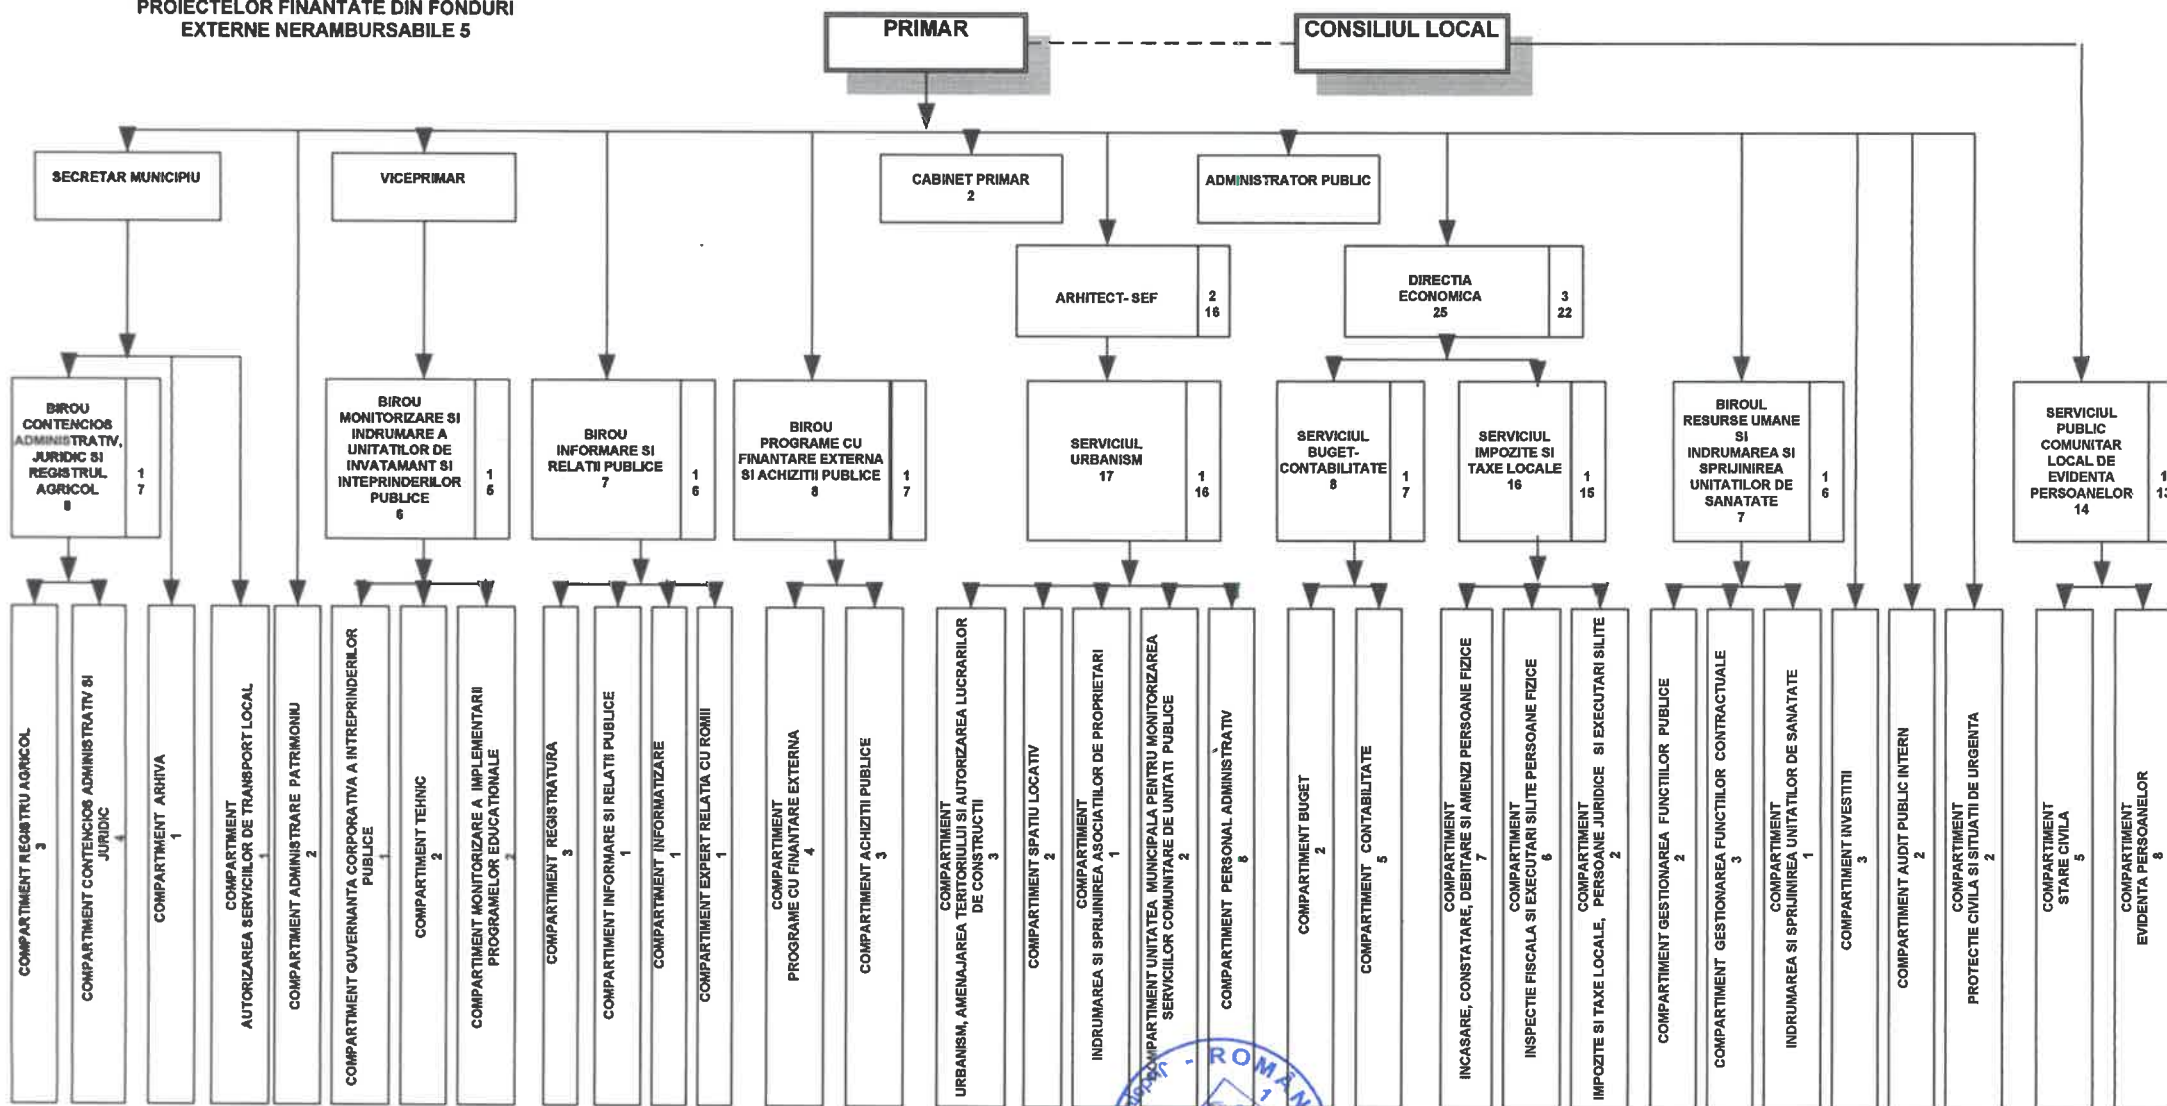 PROIECTELOR FINANTATE DIN FONDURI
EXTERNE NERAMBURSABILE 5
PRIMAR
CONSILIUL LOCAL
SECRETAR MUNICIPIU
VICEPRIMAR
CABINET PRIMAR
2
ADMINISTRATOR PUBLIC
ARHITECT- SEF
2
16
DIRECTIA
ECONOMICA
25
3
22
BIROU
CONTENCIOS
ADMINISTRATIV,
JURIDIC SI
REGISTRUL
AGRICOL
8
1
7
BIROU
MONITORIZARE SI
INDRUMARE A
UNITATILOR DE
INVATAMANT SI
INTEPRINDERILOR
PUBLICE
6
1
5
BIROU
INFORMARE SI
RELATII PUBLICE
7
1
6
BIROU
PROGRAME CU
FINANTARE EXTERNA
SI ACHIZITII PUBLICE
8
1
7
SERVICIUL
URBANISM
17
1
16
SERVICIUL
BUGET-
CONTABILITATE
8
1
7
SERVICIUL
IMPOZITE SI
TAXE LOCALE
16
1
15
BIROUL
RESURSE UMANE
SI
INDRUMAREA SI
SPRIJINIREA
UNITATILOR DE
SANATATE
7
1
6
SERVICIUL
PUBLIC
COMUNITAR
LOCAL DE
EVIDENTA
PERSOANELOR
14
1
13
COMPARTIMENT REGISTRU AGRICOL
3
COMPARTIMENT CONTENCIOS ADMINISTRATIV SI
JURIDIC
4
COMPARTIMENT ARHIVA
1
COMPARTIMENT
AUTORIZAREA SERVICIILOR DE TRANSPORT LOCAL
1
COMPARTIMENT ADMINISTRARE PATRIMONIU
2
COMPARTIMENT GUVERNANTA CORPORATIVA A INTREPRINDERILOR
PUBLICE
1
COMPARTIMENT TEHNIC
2
COMPARTIMENT MONITORIZARE A IMPLEMENTARII
PROGRAMELOR EDUCATIONALE
2
COMPARTIMENT REGISTRATURA
3
COMPARTIMENT INFORMARE SI RELATII PUBLICE
1
COMPARTIMENT INFORMATIZARE
1
COMPARTIMENT EXPERT RELATIA CU ROMII
1
COMPARTIMENT
PROGRAME CU FINANTARE EXTERNA
4
COMPARTIMENT ACHIZITII PUBLICE
3
COMPARTIMENT
URBANISM, AMENAJAREA TERITORIULUI SI AUTORIZAREA LUCRARILOR
DE CONSTRUCTII
3
COMPARTIMENT SPATIU LOCATIV
2
COMPARTIMENT
INDRUMAREA SI SPRIJINIREA ASOCIATIILOR DE PROPRIETARI
1
COMPARTIMENT UNITATEA MUNICIPALA PENTRU MONITORIZAREA
SERVICIILOR COMUNITARE DE UNITATI PUBLICE
2
COMPARTIMENT PERSONAL ADMINISTRATIV
8
COMPARTIMENT BUGET
2
COMPARTIMENT CONTABILITATE
5
COMPARTIMENT
INCASARE, CONSTATARE, DEBITARE SI AMENZI PERSOANE FIZICE
7
COMPARTIMENT
INSPECTIE FISCALA SI EXECUTARI SILITE PERSOANE FIZICE
6
COMPARTIMENT
IMPOZITE SI TAXE LOCALE, PERSOANE JURIDICE SI EXECUTARI SILITE
2
COMPARTIMENT GESTIONAREA FUNCTIILOR PUBLICE
2
COMPARTIMENT GESTIONAREA FUNCTIILOR CONTRACTUALE
3
COMPARTIMENT
INDRUMAREA SI SPRIJINIREA UNITATILOR DE SANATATE
1
COMPARTIMENT INVESTITII
3
COMPARTIMENT AUDIT PUBLIC INTERN
2
COMPARTIMENT
PROTECTIE CIVILA SI SITUATII DE URGENTA
2
COMPARTIMENT
STARE CIVILA
5
COMPARTIMENT
EVIDENTA PERSOANELOR
8
- ROMÂN
1